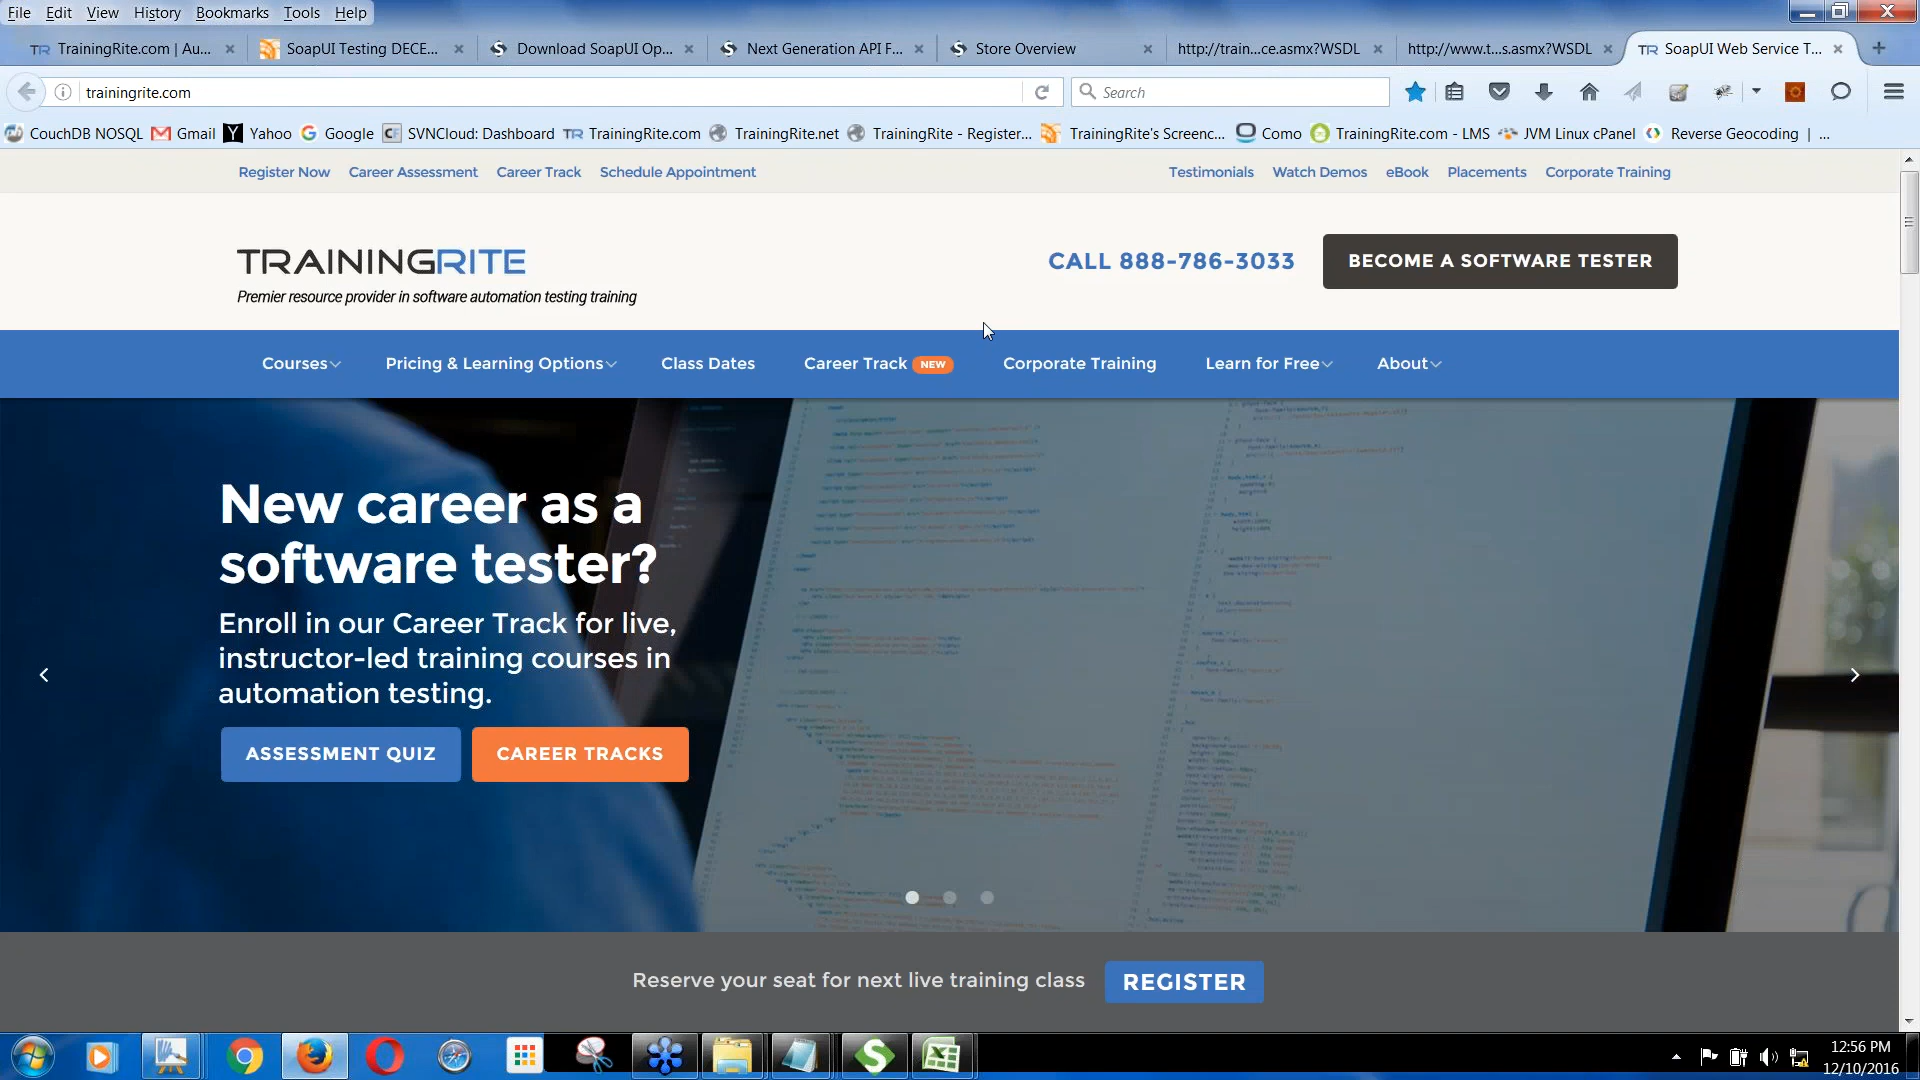 File Edit View History Bookmarks Tools Help
TR TrainingRite.com | Au... SoapUI Testing DECE... Download SoapUI Op... Next Generation API F... Store Overview http://train...ce.asmx?WSDL http://www.t...s.asmx?WSDL TR SoapUI Web Service T...
trainingrite.com Search
CouchDB NOSQL Gmail Yahoo Google CF SVNCloud: Dashboard TR TrainingRite.com TrainingRite.net TrainingRite - Register... TrainingRite's Screenc... Como TrainingRite.com - LMS JVM Linux cPanel Reverse Geocoding | ...
Register Now Career Assessment Career Track Schedule Appointment Testimonials Watch Demos eBook Placements Corporate Training
TRAININGRITE
CALL 888-786-3033 BECOME A SOFTWARE TESTER
Premier resource provider in software automation testing training
Courses Pricing & Learning Options Class Dates Career Track NEW Corporate Training Learn for Free About
New career as a
software tester?
Enroll in our Career Track for live,
instructor-led training courses in
automation testing.
ASSESSMENT QUIZ CAREER TRACKS
Reserve your seat for next live training class REGISTER
12:56 PM
12/10/2016